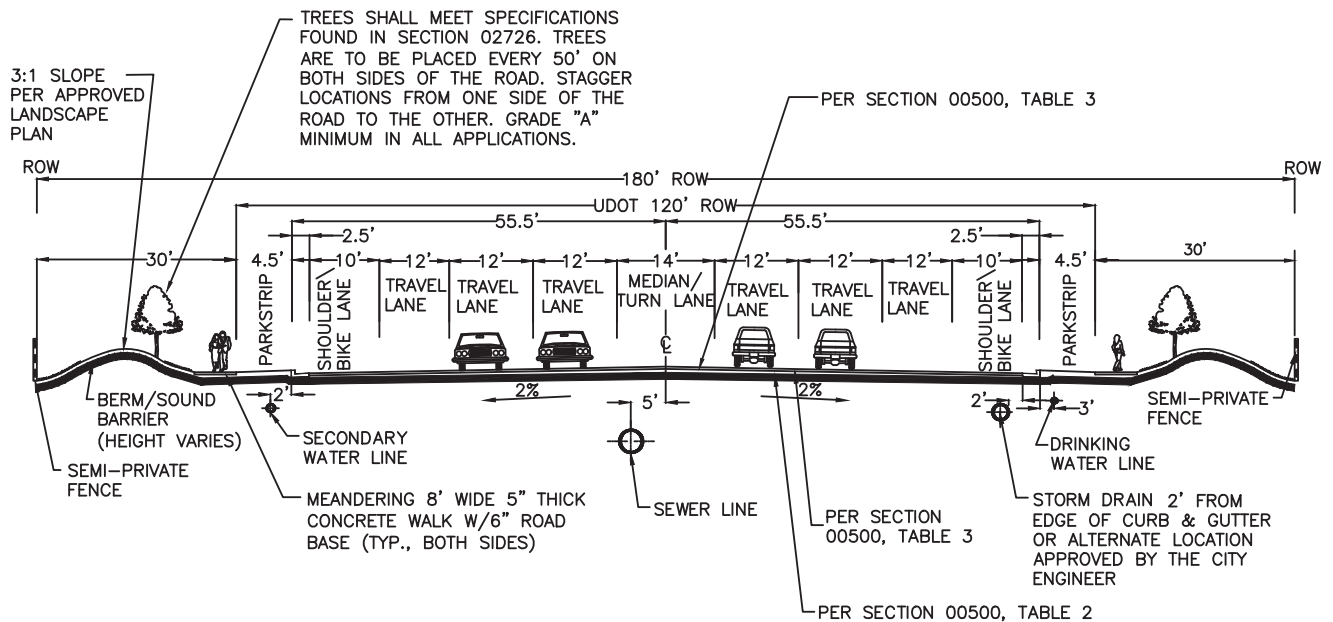 TREES SHALL MEET SPECIFICATIONS
FOUND IN SECTION 02726. TREES
ARE TO BE PLACED EVERY 50' ON
BOTH SIDES OF THE ROAD. STAGGER
LOCATIONS FROM ONE SIDE OF THE
ROAD TO THE OTHER. GRADE "A"
MINIMUM IN ALL APPLICATIONS.
3:1 SLOPE
PER APPROVED
LANDSCAPE
PLAN
PER SECTION 00500, TABLE 3
ROW
ROW
180' ROW
UDOT 120' ROW
55.5'
55.5'
2.5'
2.5'
30'
4.5'
10'
12'
12'
12'
14'
12'
12'
12'
10'
4.5'
30'
PARKSTRIP
SHOULDER\
BIKE LANE
TRAVEL
LANE
TRAVEL
LANE
TRAVEL
LANE
MEDIAN/
TURN LANE
TRAVEL
LANE
TRAVEL
LANE
TRAVEL
LANE
SHOULDER\
BIKE LANE
PARKSTRIP
℄
2%
2%
2'
5'
2'
3'
BERM/SOUND
BARRIER
(HEIGHT VARIES)
SEMI-PRIVATE
FENCE
SECONDARY
WATER LINE
MEANDERING 8' WIDE 5" THICK
CONCRETE WALK W/6" ROAD
BASE (TYP., BOTH SIDES)
SEWER LINE
PER SECTION
00500, TABLE 3
PER SECTION 00500, TABLE 2
SEMI-PRIVATE
FENCE
DRINKING
WATER LINE
STORM DRAIN 2' FROM
EDGE OF CURB & GUTTER
OR ALTERNATE LOCATION
APPROVED BY THE CITY
ENGINEER